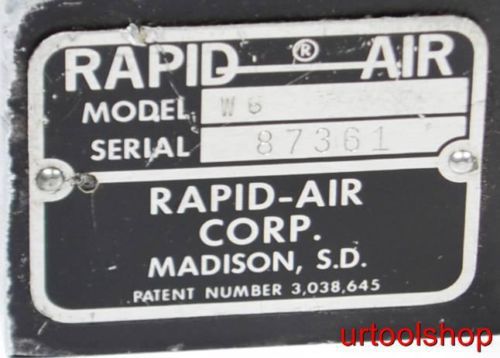 RAPID ® AIR
MODEL W6
SERIAL 87361
RAPID-AIR
CORP.
MADISON, S.D.
PATENT NUMBER 3,038,645
urtoolshop